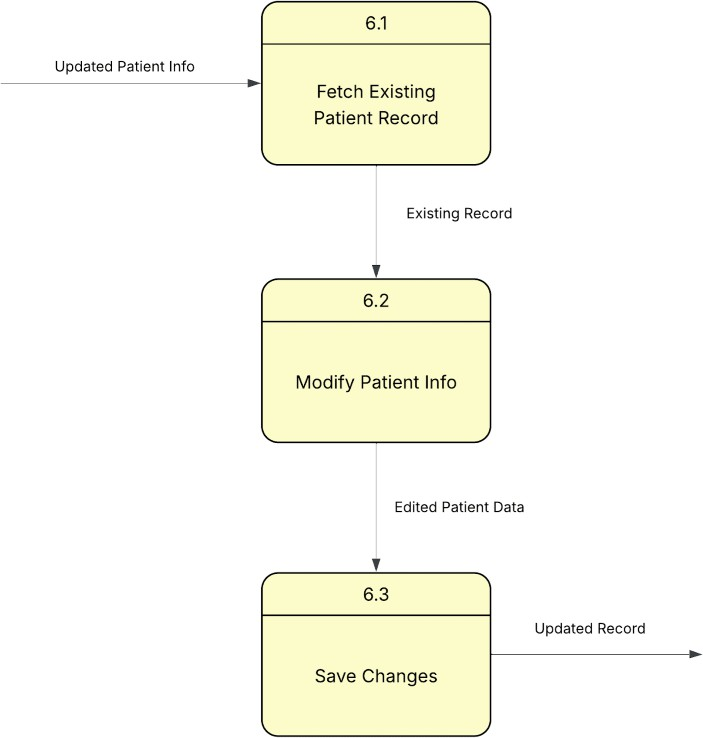 6.1
Updated Patient Info
Fetch Existing
Patient Record
Existing Record
6.2
Modify Patient Info
Edited Patient Data
6.3
Updated Record
Save Changes